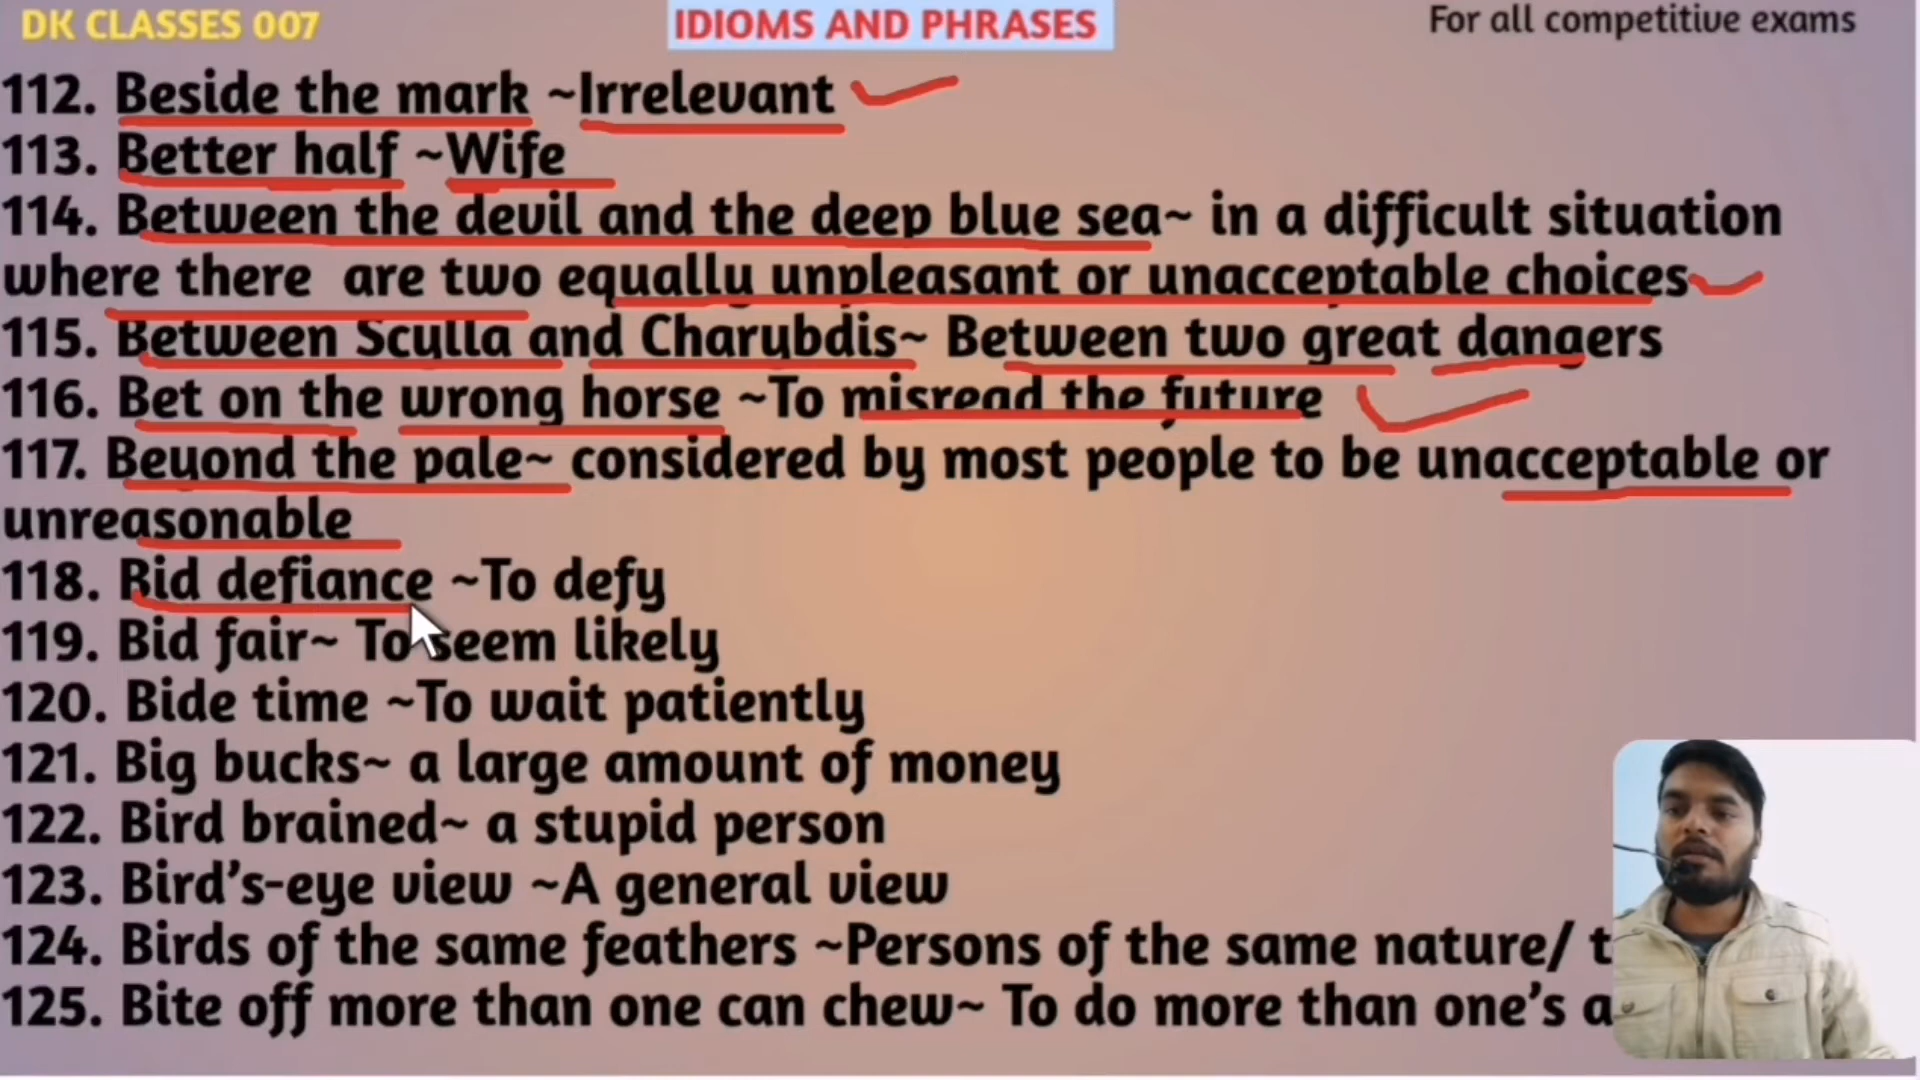 DK CLASSES 007
IDIOMS AND PHRASES
For all competitive exams
112. Beside the mark ~Irrelevant
113. Better half ~Wife
114. Between the devil and the deep blue sea~ in a difficult situation
where there are two equally unpleasant or unacceptable choices
115. Between Scylla and Charybdis~ Between two great dangers
116. Bet on the wrong horse ~To misread the future
117. Beyond the pale~ considered by most people to be unacceptable or
unreasonable
118. Bid defiance ~To defy
119. Bid fair~ To seem likely
120. Bide time ~To wait patiently
121. Big bucks~ a large amount of money
122. Bird brained~ a stupid person
123. Bird's-eye view ~A general view
124. Birds of the same feathers ~Persons of the same nature/
125. Bite off more than one can chew~ To do more than one's